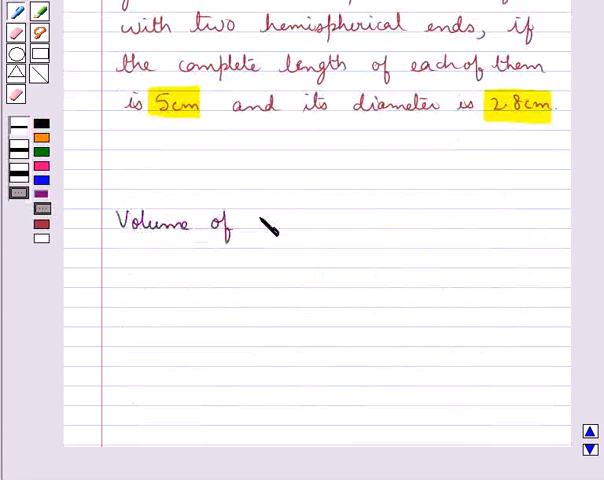 with two hemispherical ends, if
the complete length of each of them
is 5cm and its diameter is 2.8cm.
Volume of